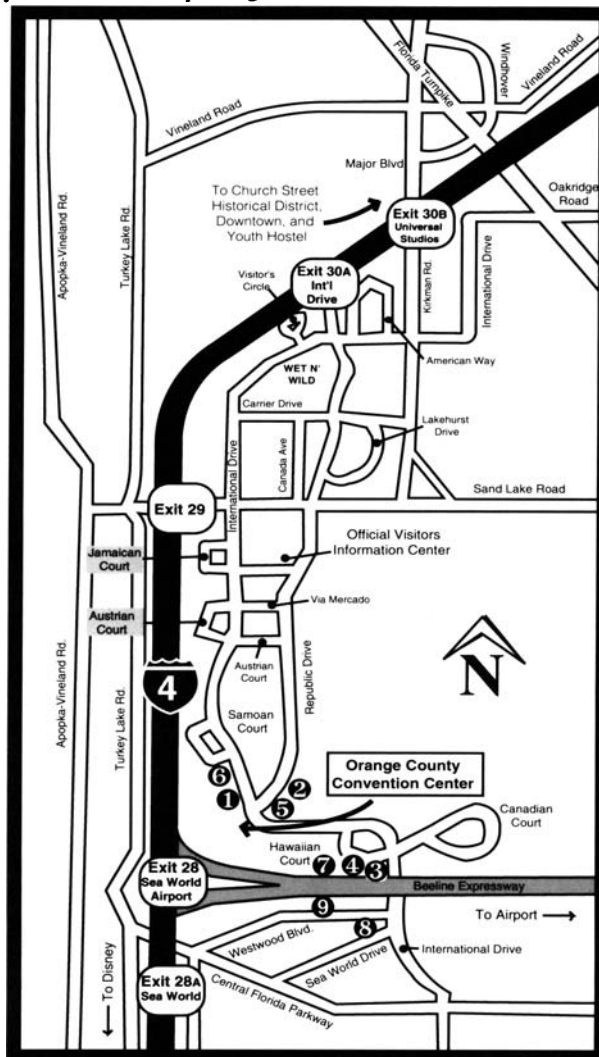 Florida Turnpike
Windhover
Vineland Road
Vineland Road
Major Blvd.
To Church Street
Historical District,
Downtown, and
Youth Hostel
Oakridge
Road
Exit 30B
Universal
Studios
Apopka-Vineland Rd.
Turkey Lake Rd.
Visitor's
Circle
Exit 30A
Int'l
Drive
Kirkman Rd.
International Drive
American Way
WET N'
WILD
Carrier Drive
Lakehurst
Drive
International Drive
Canada Ave
Sand Lake Road
Exit 29
Official Visitors
Information Center
Jamaican
Court
Via Mercado
Austrian
Court
Austrian
Court
N
4
Republic Drive
Samoan
Court
Apopka-Vineland Rd.
Turkey Lake Rd.
Orange County
Convention Center
6
1
2
5
Canadian
Court
Hawaiian
Court
7
4
3
Exit 28
Sea World
Airport
Beeline Expressway
9
To Airport
8
Westwood Blvd.
International Drive
Sea World Drive
To Disney
Exit 28A
Sea World
Central Florida
Parkway